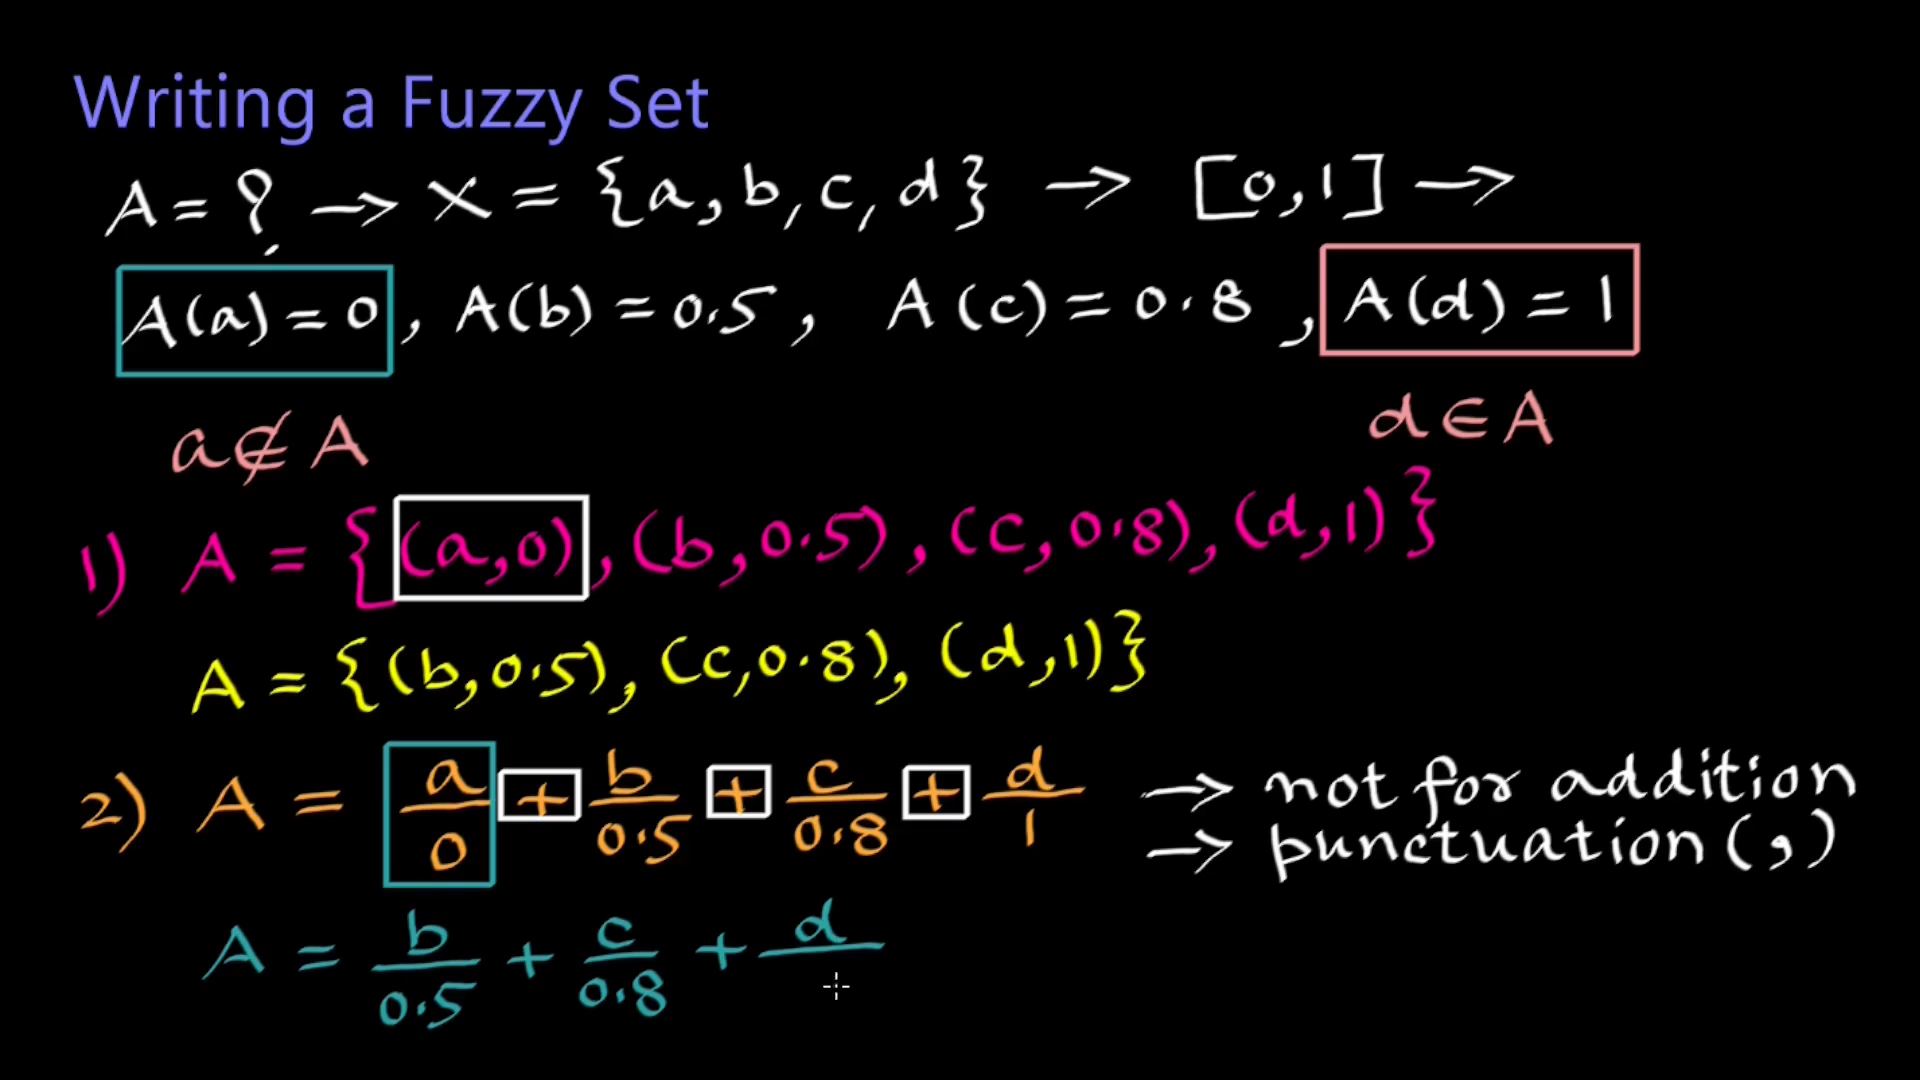 Writing a Fuzzy Set
A = ? → X = {a, b, c, d} → [0,1] →
A(a) = 0, A(b) = 0.5, A(c) = 0.8, A(d) = 1
a ∉ A d ∈ A
1) A = {(a,0), (b,0.5), (c,0.8), (d,1)}
A = {(b,0.5), (c,0.8), (d,1)}
2) A = a/0 + b/0.5 + c/0.8 + d/1 → not for addition
→ punctuation (,)
A = b/0.5 + c/0.8 + d/